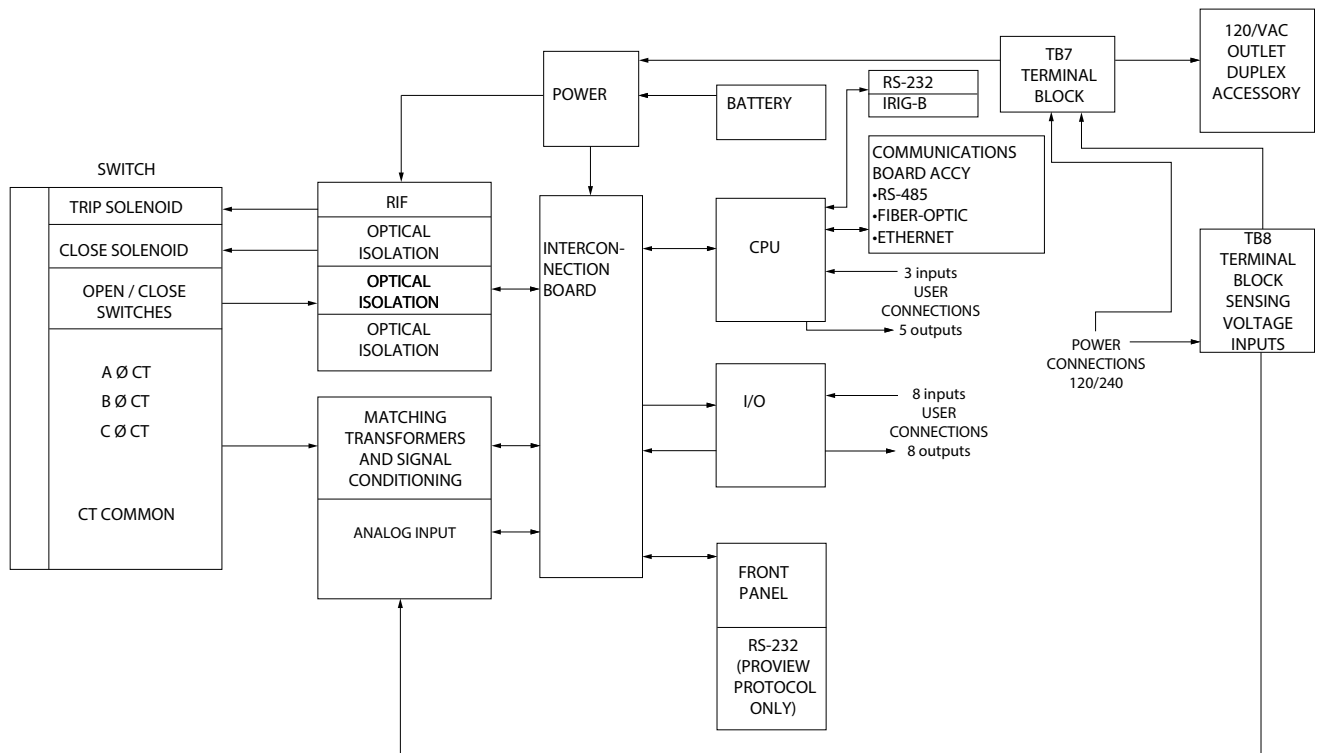 120/VAC
OUTLET
DUPLEX
ACCESSORY
TB7
TERMINAL
BLOCK
POWER
BATTERY
RS-232
IRIG-B
COMMUNICATIONS
BOARD ACCY
•RS-485
•FIBER-OPTIC
•ETHERNET
SWITCH
TRIP SOLENOID
CLOSE SOLENOID
OPEN / CLOSE
SWITCHES
A Ø CT
B Ø CT
C Ø CT
CT COMMON
RIF
OPTICAL
ISOLATION
OPTICAL
ISOLATION
OPTICAL
ISOLATION
MATCHING
TRANSFORMERS
AND SIGNAL
CONDITIONING
ANALOG INPUT
INTERCON-
NECTION
BOARD
CPU
3 inputs
USER
CONNECTIONS
5 outputs
I/O
8 inputs
USER
CONNECTIONS
8 outputs
FRONT
PANEL
RS-232
(PROVIEW
PROTOCOL
ONLY)
POWER
CONNECTIONS
120/240
TB8
TERMINAL
BLOCK
SENSING
VOLTAGE
INPUTS